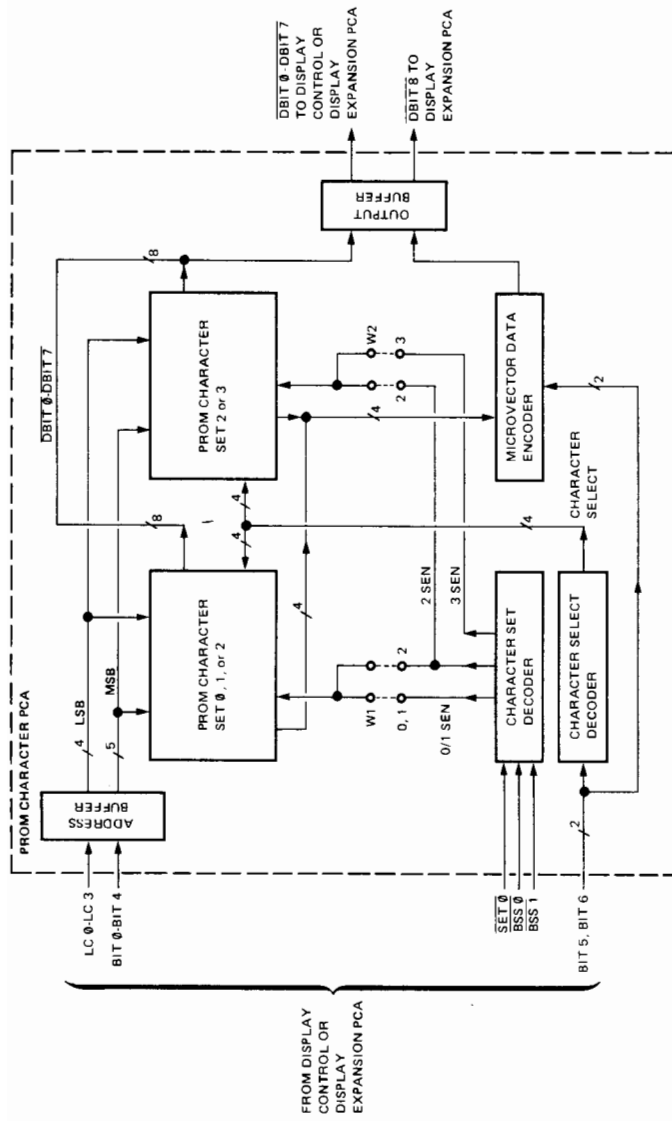 PROM CHARACTER PCA
FROM DISPLAY
CONTROL OR
DISPLAY
EXPANSION PCA
LC 0-LC 3
BIT 0-BIT 4
SET 0
BSS 0
BSS 1
BIT 5, BIT 6
2
ADDRESS
BUFFER
4
LSB
5
MSB
PROM CHARACTER
SET 0, 1, or 2
8
DBIT 0-DBIT 7
4
4
4
W1
0, 1
2
0/1 SEN
2 SEN
3 SEN
CHARACTER SET
DECODER
CHARACTER SELECT
DECODER
4
CHARACTER
SELECT
PROM CHARACTER
SET 2 or 3
8
W2
2
3
4
MICROVECTOR DATA
ENCODER
2
OUTPUT
BUFFER
DBIT 0-DBIT 7
TO DISPLAY
CONTROL OR
DISPLAY
EXPANSION PCA
DBIT 8 TO
DISPLAY
EXPANSION PCA